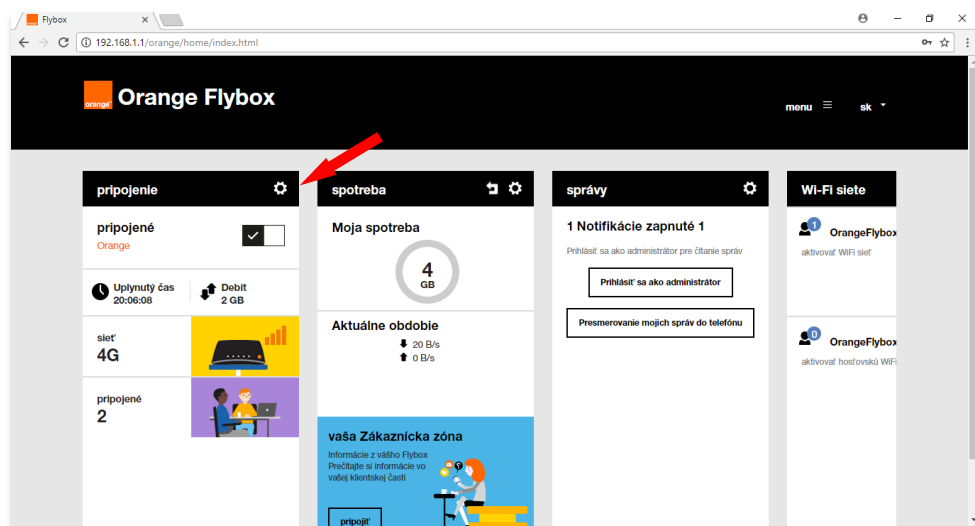 Flybox
192.168.1.1/orange/home/index.html
orange
Orange Flybox
menu
sk
pripojenie
pripojené
Orange
Uplynutý čas
20:06:08
Debit
2 GB
sieť
4G
pripojené
2
spotreba
Moja spotreba
4
GB
Aktuálne obdobie
20 B/s
0 B/s
vaša Zákaznícka zóna
Informácie z vášho Flybox
Prečítajte si informácie vo
vašej klientskej časti
pripojiť
správy
1 Notifikácie zapnuté 1
Prihlásiť sa ako administrátor pre čítanie správ
Prihlásiť sa ako administrátor
Presmerovanie mojich správ do telefónu
Wi-Fi siete
1
OrangeFlybox
aktivovať WiFi sieť
0
OrangeFlybox
aktivovať hosťovskú WiFi